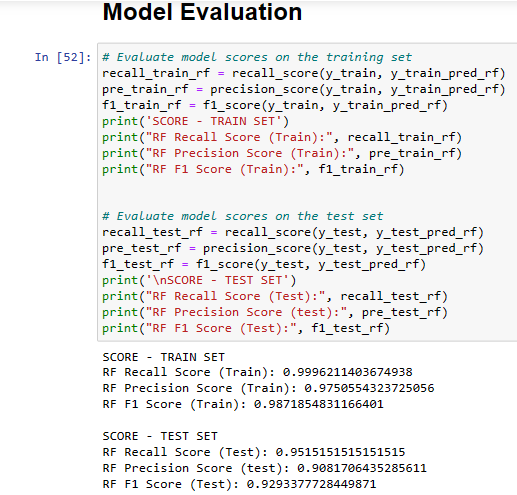 Model Evaluation
In [52]: # Evaluate model scores on the training set
recall_train_rf = recall_score(y_train, y_train_pred_rf)
pre_train_rf = precision_score(y_train, y_train_pred_rf)
f1_train_rf = f1_score(y_train, y_train_pred_rf)
print('SCORE - TRAIN SET')
print("RF Recall Score (Train):", recall_train_rf)
print("RF Precision Score (Train):", pre_train_rf)
print("RF F1 Score (Train):", f1_train_rf)
# Evaluate model scores on the test set
recall_test_rf = recall_score(y_test, y_test_pred_rf)
pre_test_rf = precision_score(y_test, y_test_pred_rf)
f1_test_rf = f1_score(y_test, y_test_pred_rf)
print('\nSCORE - TEST SET')
print("RF Recall Score (Test):", recall_test_rf)
print("RF Precision Score (test):", pre_test_rf)
print("RF F1 Score (Test):", f1_test_rf)
SCORE - TRAIN SET
RF Recall Score (Train): 0.9996211403674938
RF Precision Score (Train): 0.9750554323725056
RF F1 Score (Train): 0.9871854831166401
SCORE - TEST SET
RF Recall Score (Test): 0.9515151515151515
RF Precision Score (test): 0.9081706435285611
RF F1 Score (Test): 0.9293377728449871